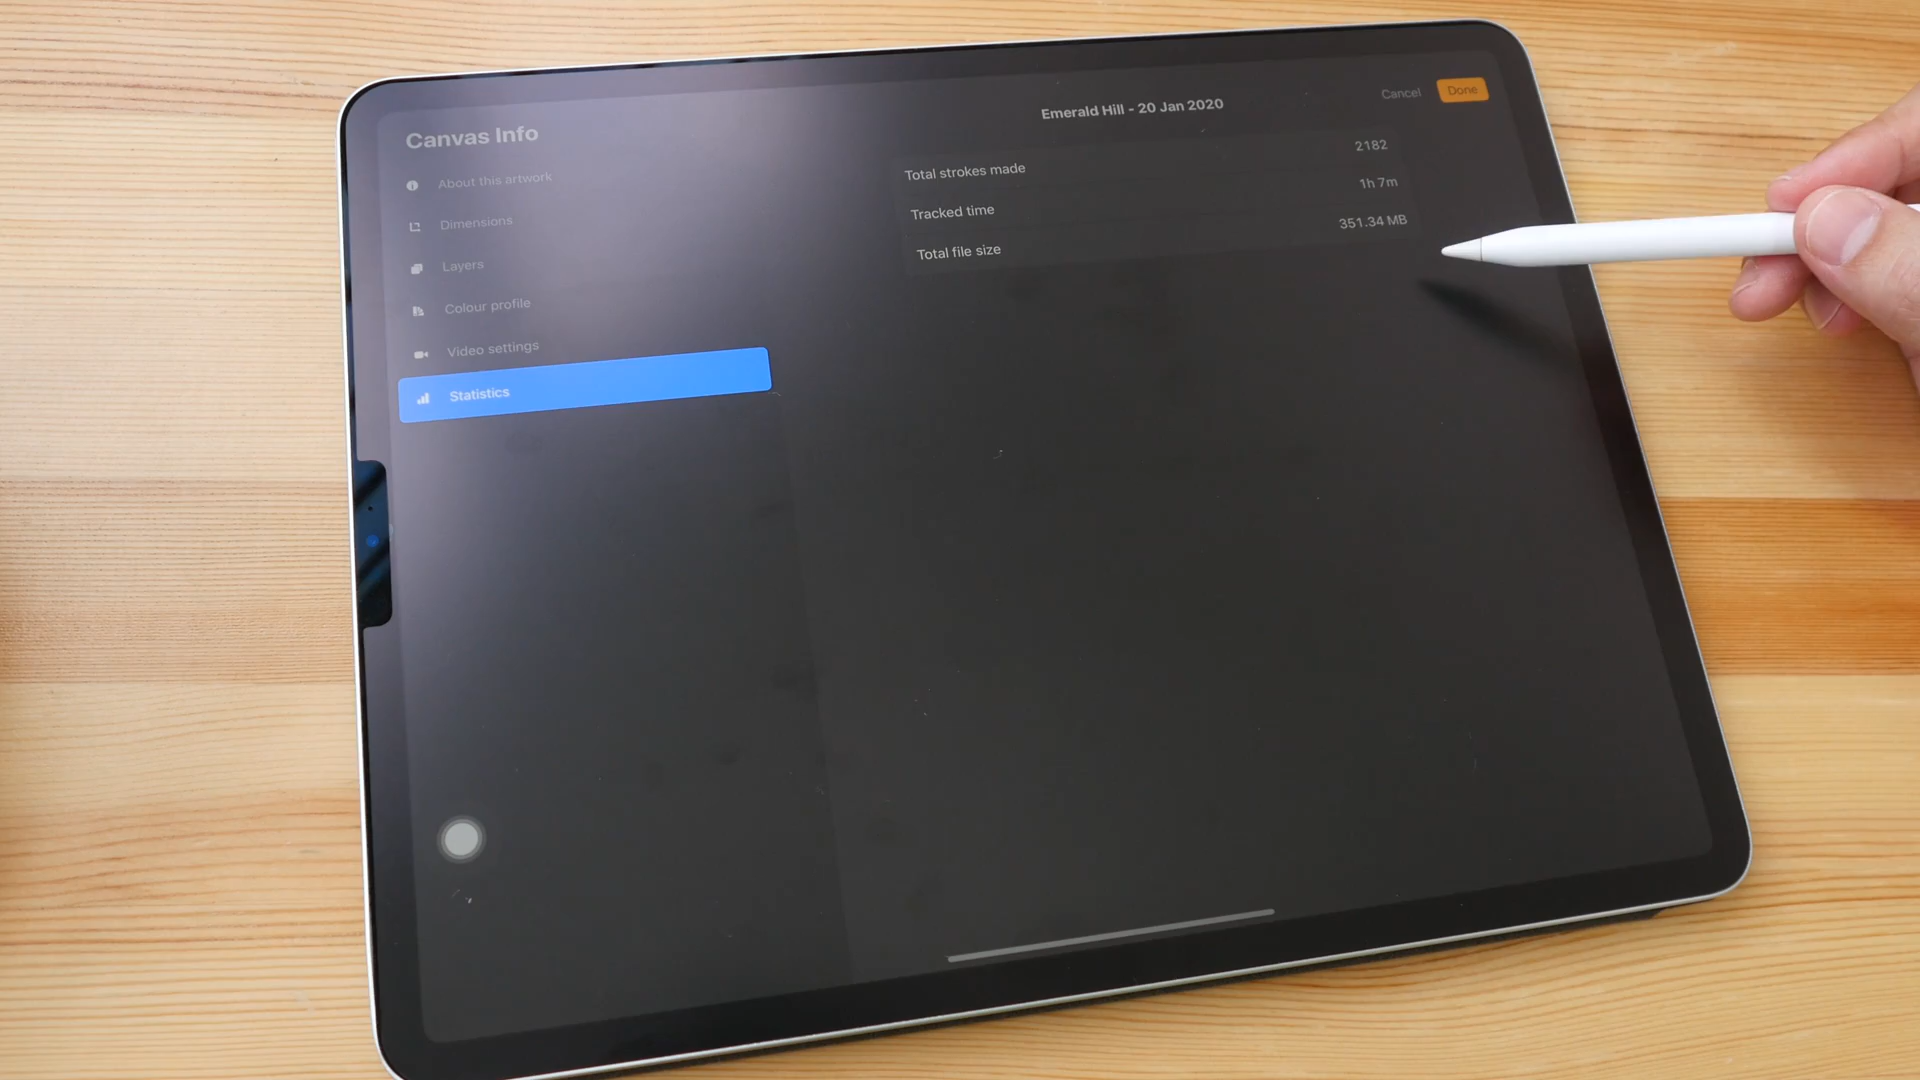 Canvas Info
About this artwork
Dimensions
Layers
Colour profile
Video settings
Statistics
Emerald Hill - 20 Jan 2020
Cancel
Done
Total strokes made 2182
Tracked time 1h 7m
Total file size 351.34 MB